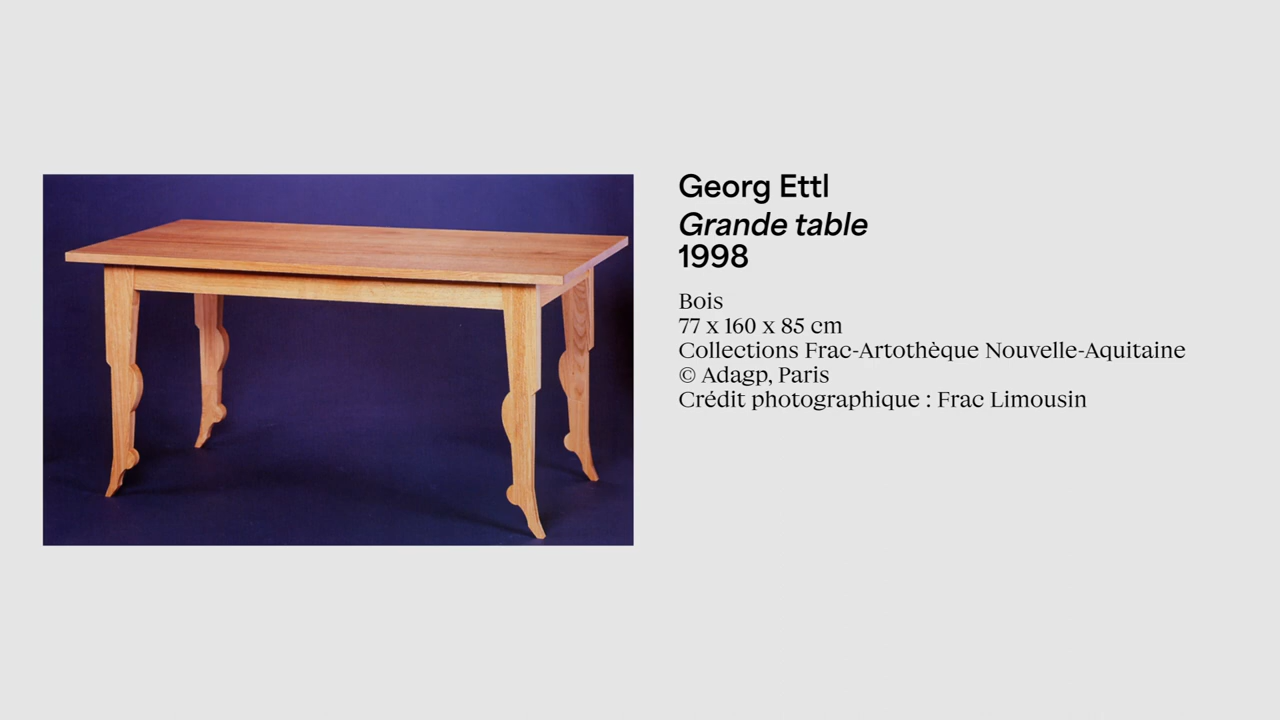 Georg Ettl
Grande table
1998
Bois
77 x 160 x 85 cm
Collections Frac-Artothèque Nouvelle-Aquitaine
© Adagp, Paris
Crédit photographique : Frac Limousin